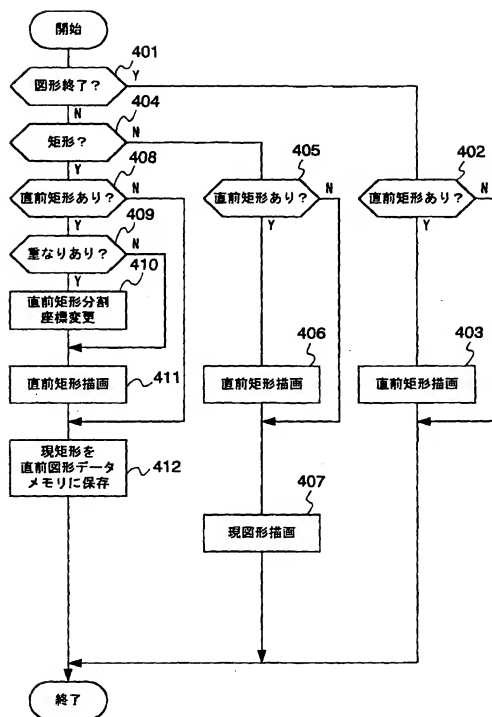 開始
401
図形終了?
Y
N
404
矩形?
N
Y
408
直前矩形あり?
N
Y
409
重なりあり?
N
Y
410
直前矩形分割
座標変更
直前矩形描画
411
現矩形を
直前図形データ
メモリに保存
412
405
直前矩形あり?
N
Y
406
直前矩形描画
407
現図形描画
402
直前矩形あり?
N
Y
403
直前矩形描画
終了